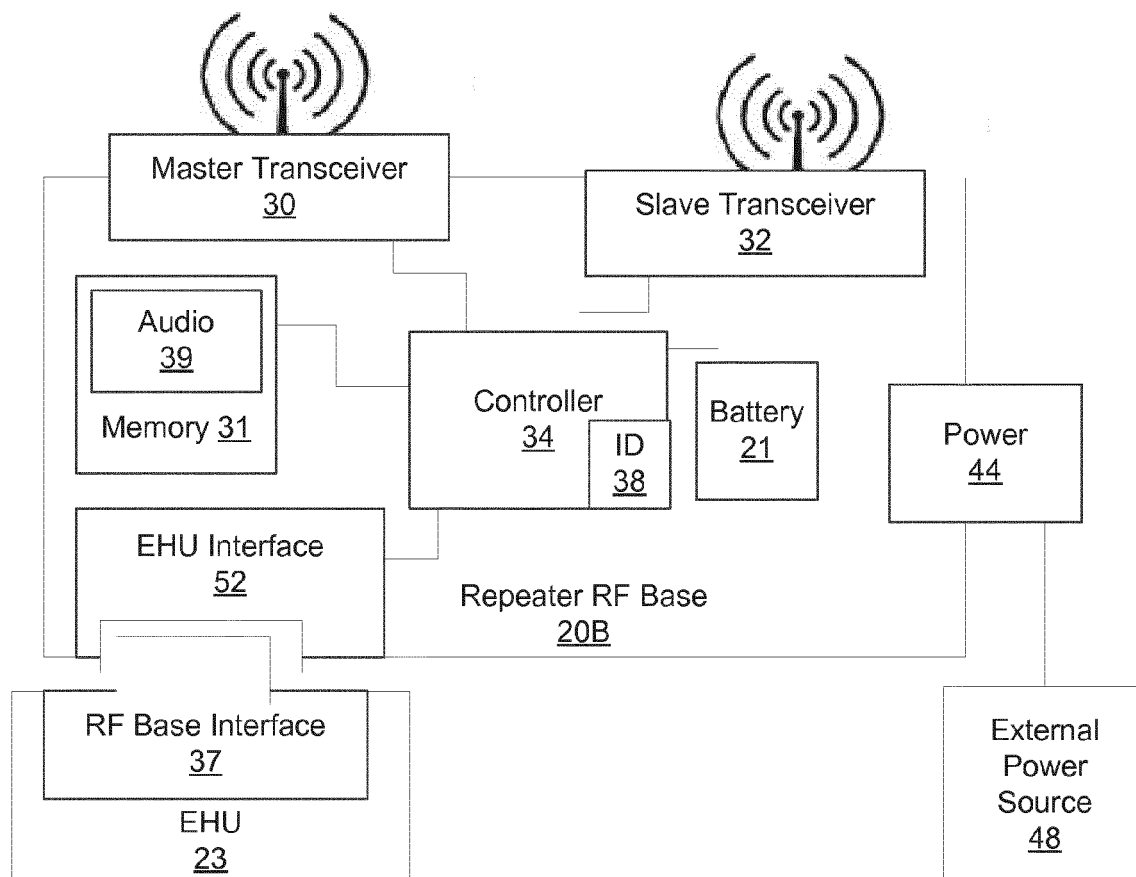 Master Transceiver
30
Slave Transceiver
32
Audio
39
Memory 31
Controller
34
ID
38
Battery
21
Power
44
EHU Interface
52
Repeater RF Base
20B
RF Base Interface
37
EHU
23
External
Power
Source
48